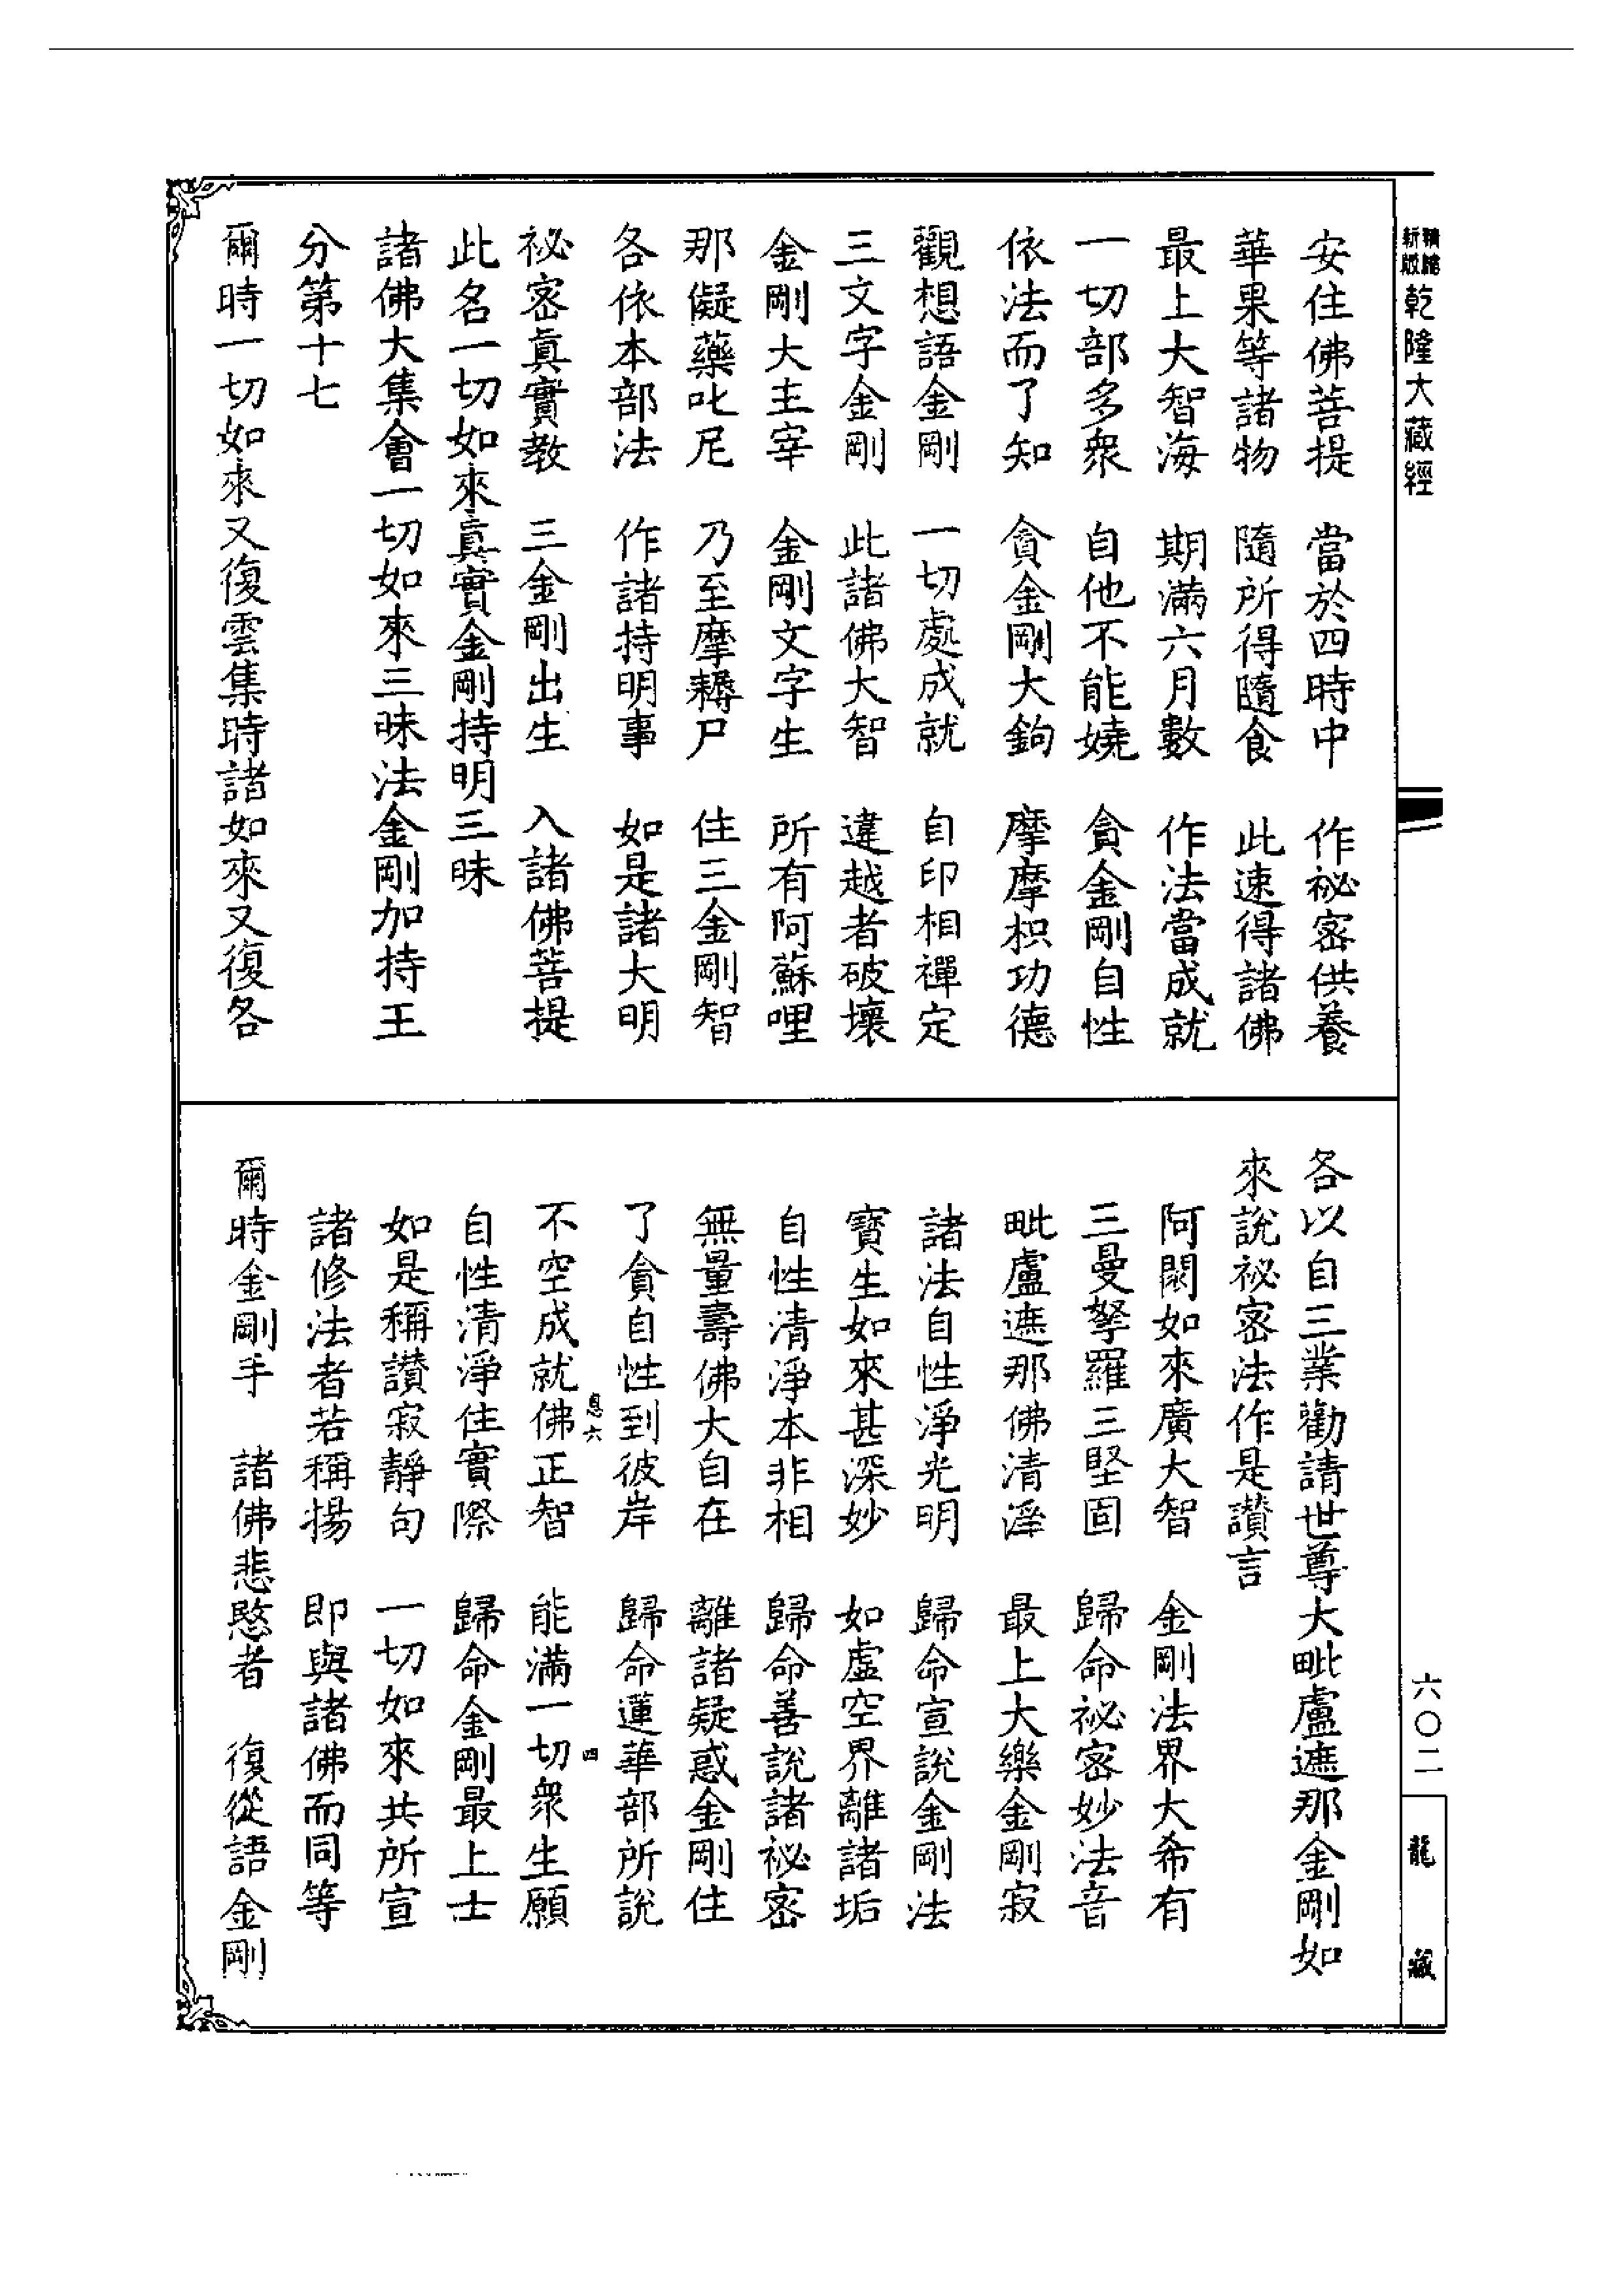 乾隆大藏經
安住佛菩提　當於四時中　作祕密供養
華果等諸物　隨所得隨食　此速得諸佛
最上大智海　期滿六月數　作法當成就
一切部多衆　自他不能嬈　貪金剛自性
依法而了知　貪金剛大鉤　摩摩枳功德
觀想語金剛　一切處成就　自印相禪定
三文字金剛　此諸佛大智　違越者破壞
金剛大主宰　金剛文字生　所有阿蘇哩
那儗藥叱尼　乃至摩耨尸　住三金剛智
各依本部法　作諸持明事　如是諸大明
祕密眞實教　三金剛出生　入諸佛菩提
此名一切如來真實金剛持明三昧
諸佛大集會一切如來三昧法金剛加持王
分第十七
爾時一切如來又復雲集時諸如來又復各
各以自三業勸請世尊大毗盧遮那金剛如
來說祕密法作是讃言
阿閦如來廣大智　金剛法界大希有
三曼拏羅三堅固　歸命祕密妙法音
毗盧遮那佛清淨　最上大樂金剛寂
諸法自性淨光明　歸命宣說金剛法
寶生如來甚深妙　如虛空界離諸垢
自性清淨本非相　歸命善說諸祕密
無量壽佛大自在　離諸疑惑金剛住
了貪自性到彼岸　歸命蓮華部所說
息六　四
不空成就佛正智　能滿一切衆生願
自性清淨住實際　歸命金剛最上士
如是稱讃寂靜句　一切如來共所宣
諸修法者若稱揚　即與諸佛而同等
爾時金剛手　諸佛悲愍者　復從語金剛
六〇二
龍藏